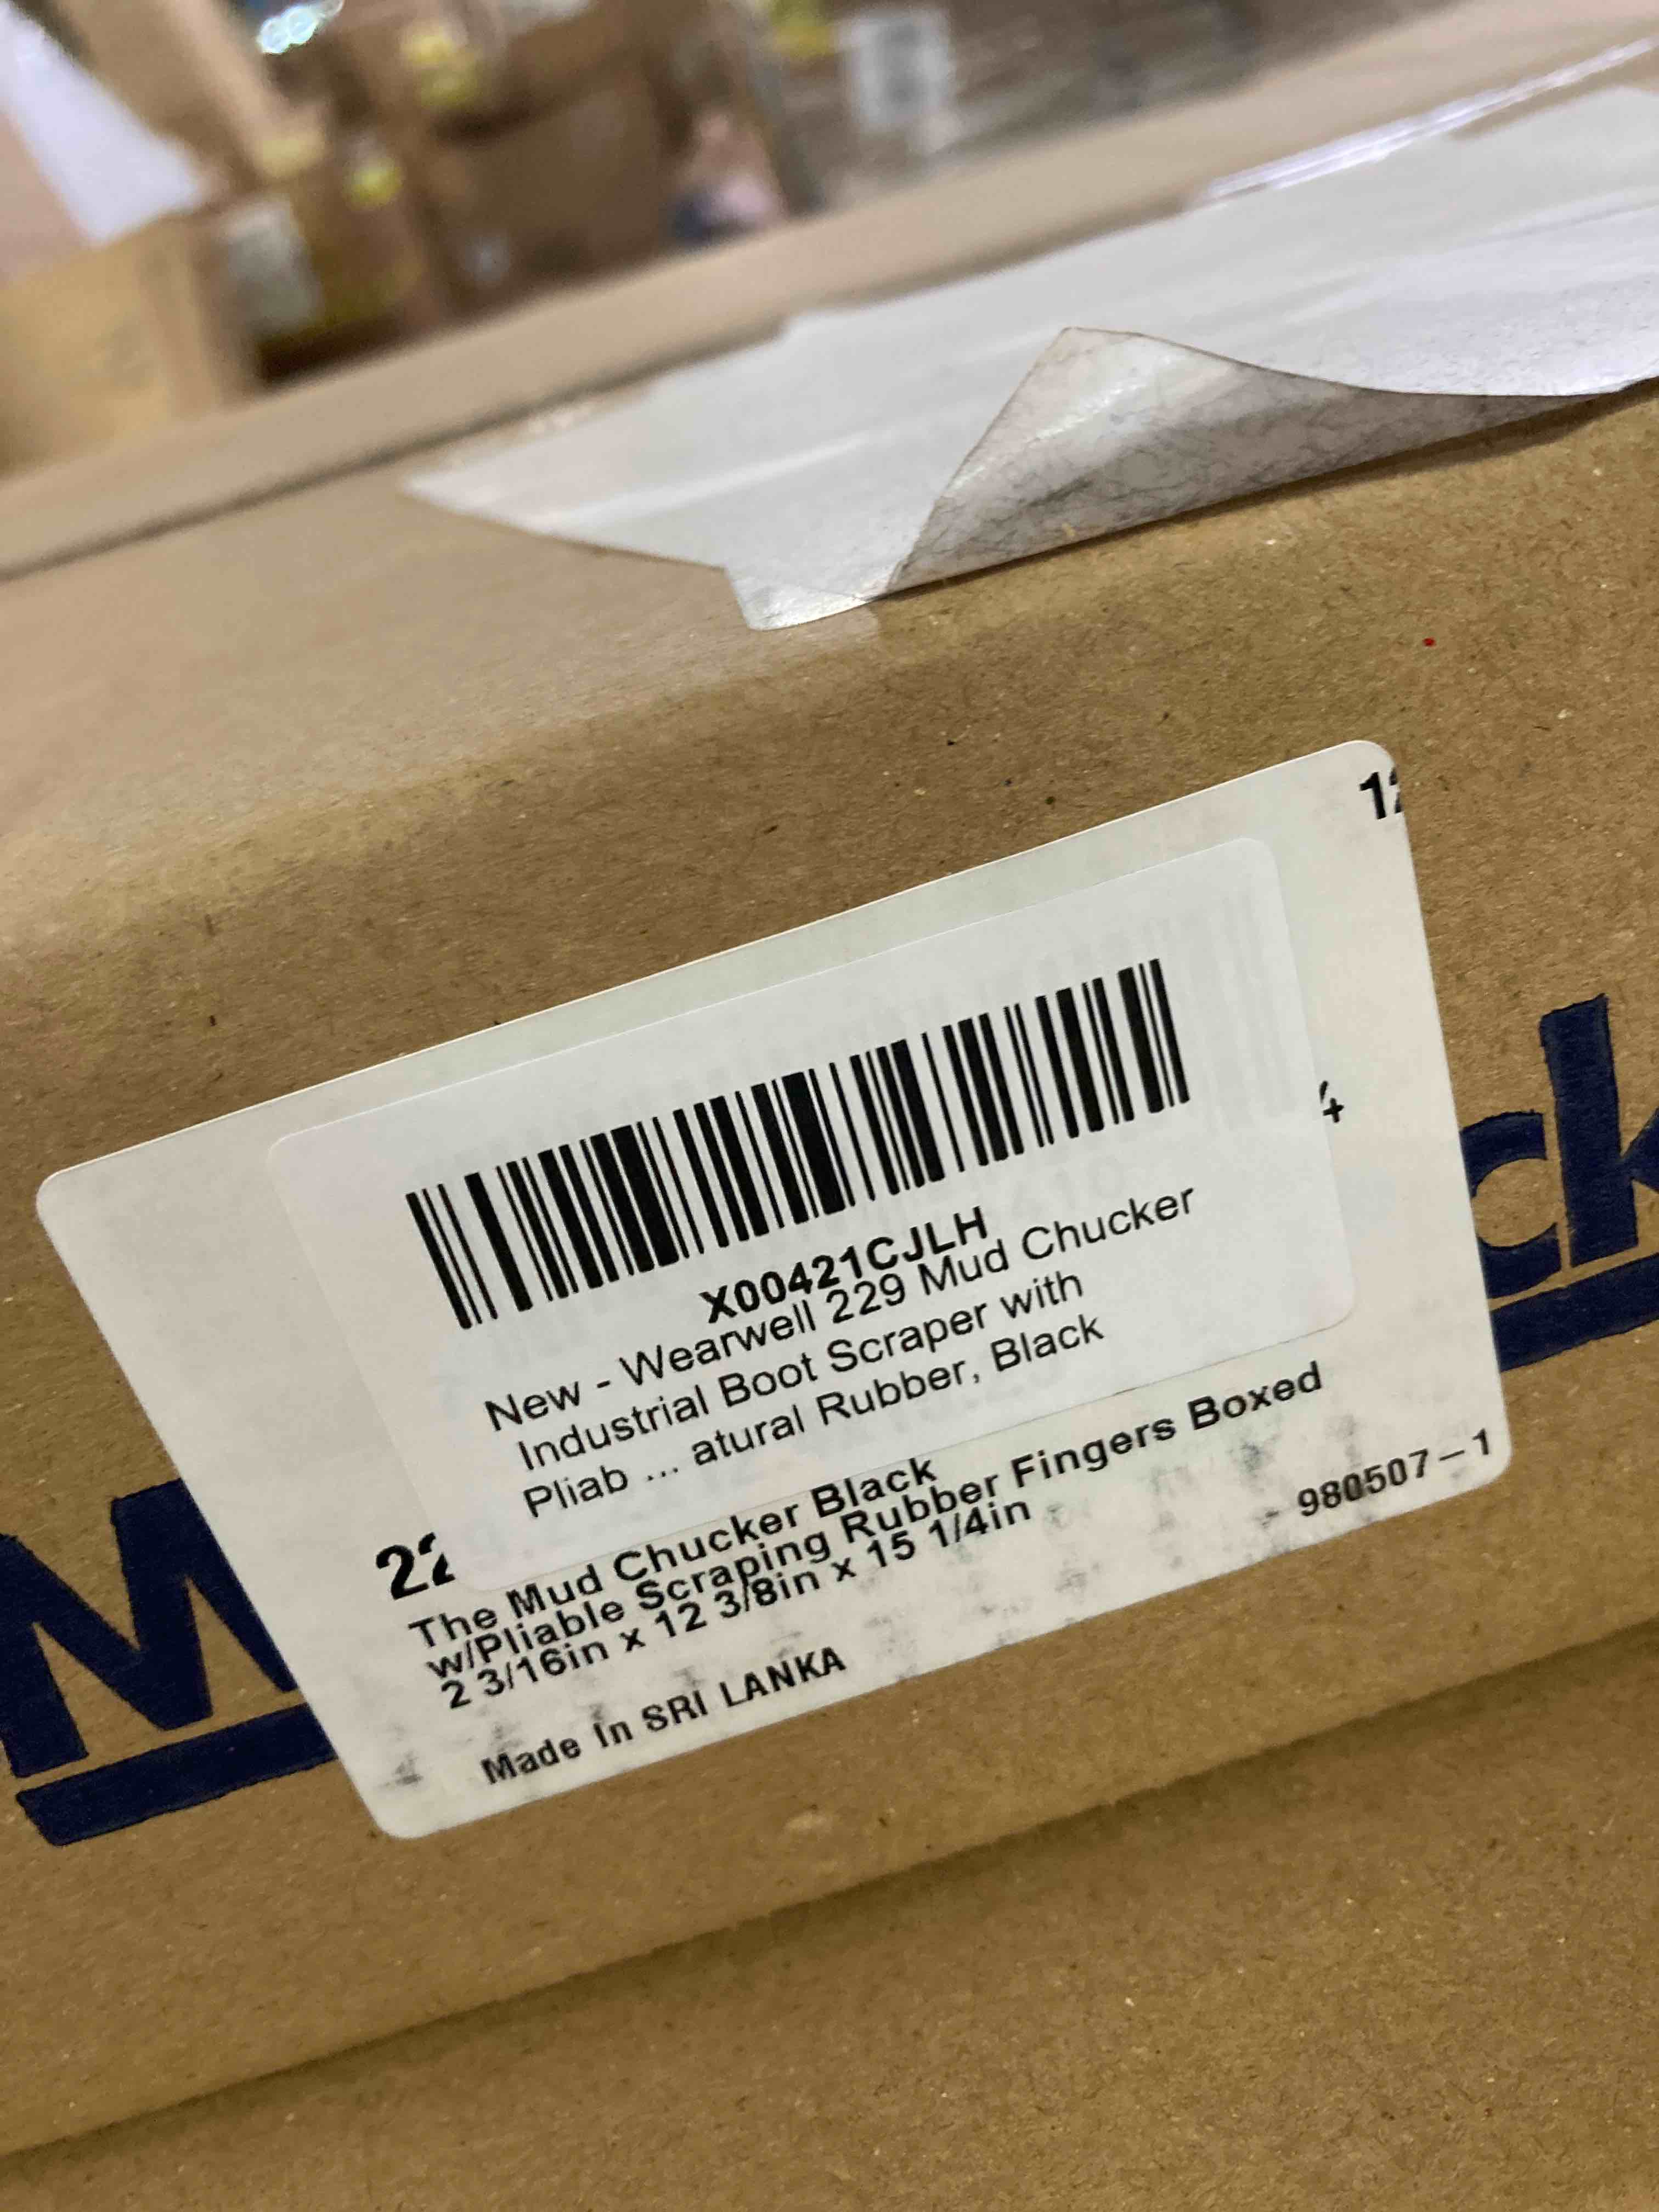 X00421CJLH
New - Wearwell 229 Mud Chucker
Industrial Boot Scraper with
Pliab ... atural Rubber, Black
The Mud Chucker Black
w/Pliable Scraping Rubber Fingers Boxed
2 3/16in x 12 3/8in x 15 1/4in
980507-1
Made In SRI LANKA